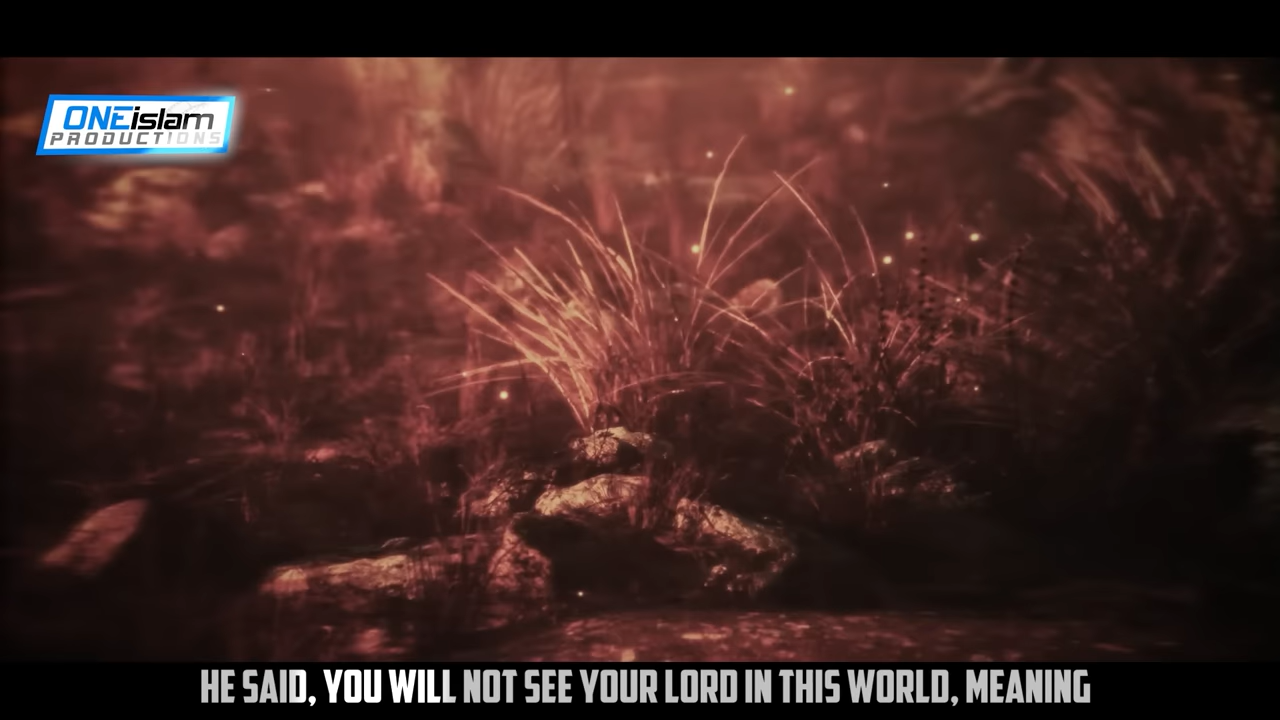 ONEislam
PRODUCTIONS
HE SAID, YOU WILL NOT SEE YOUR LORD IN THIS WORLD, MEANING